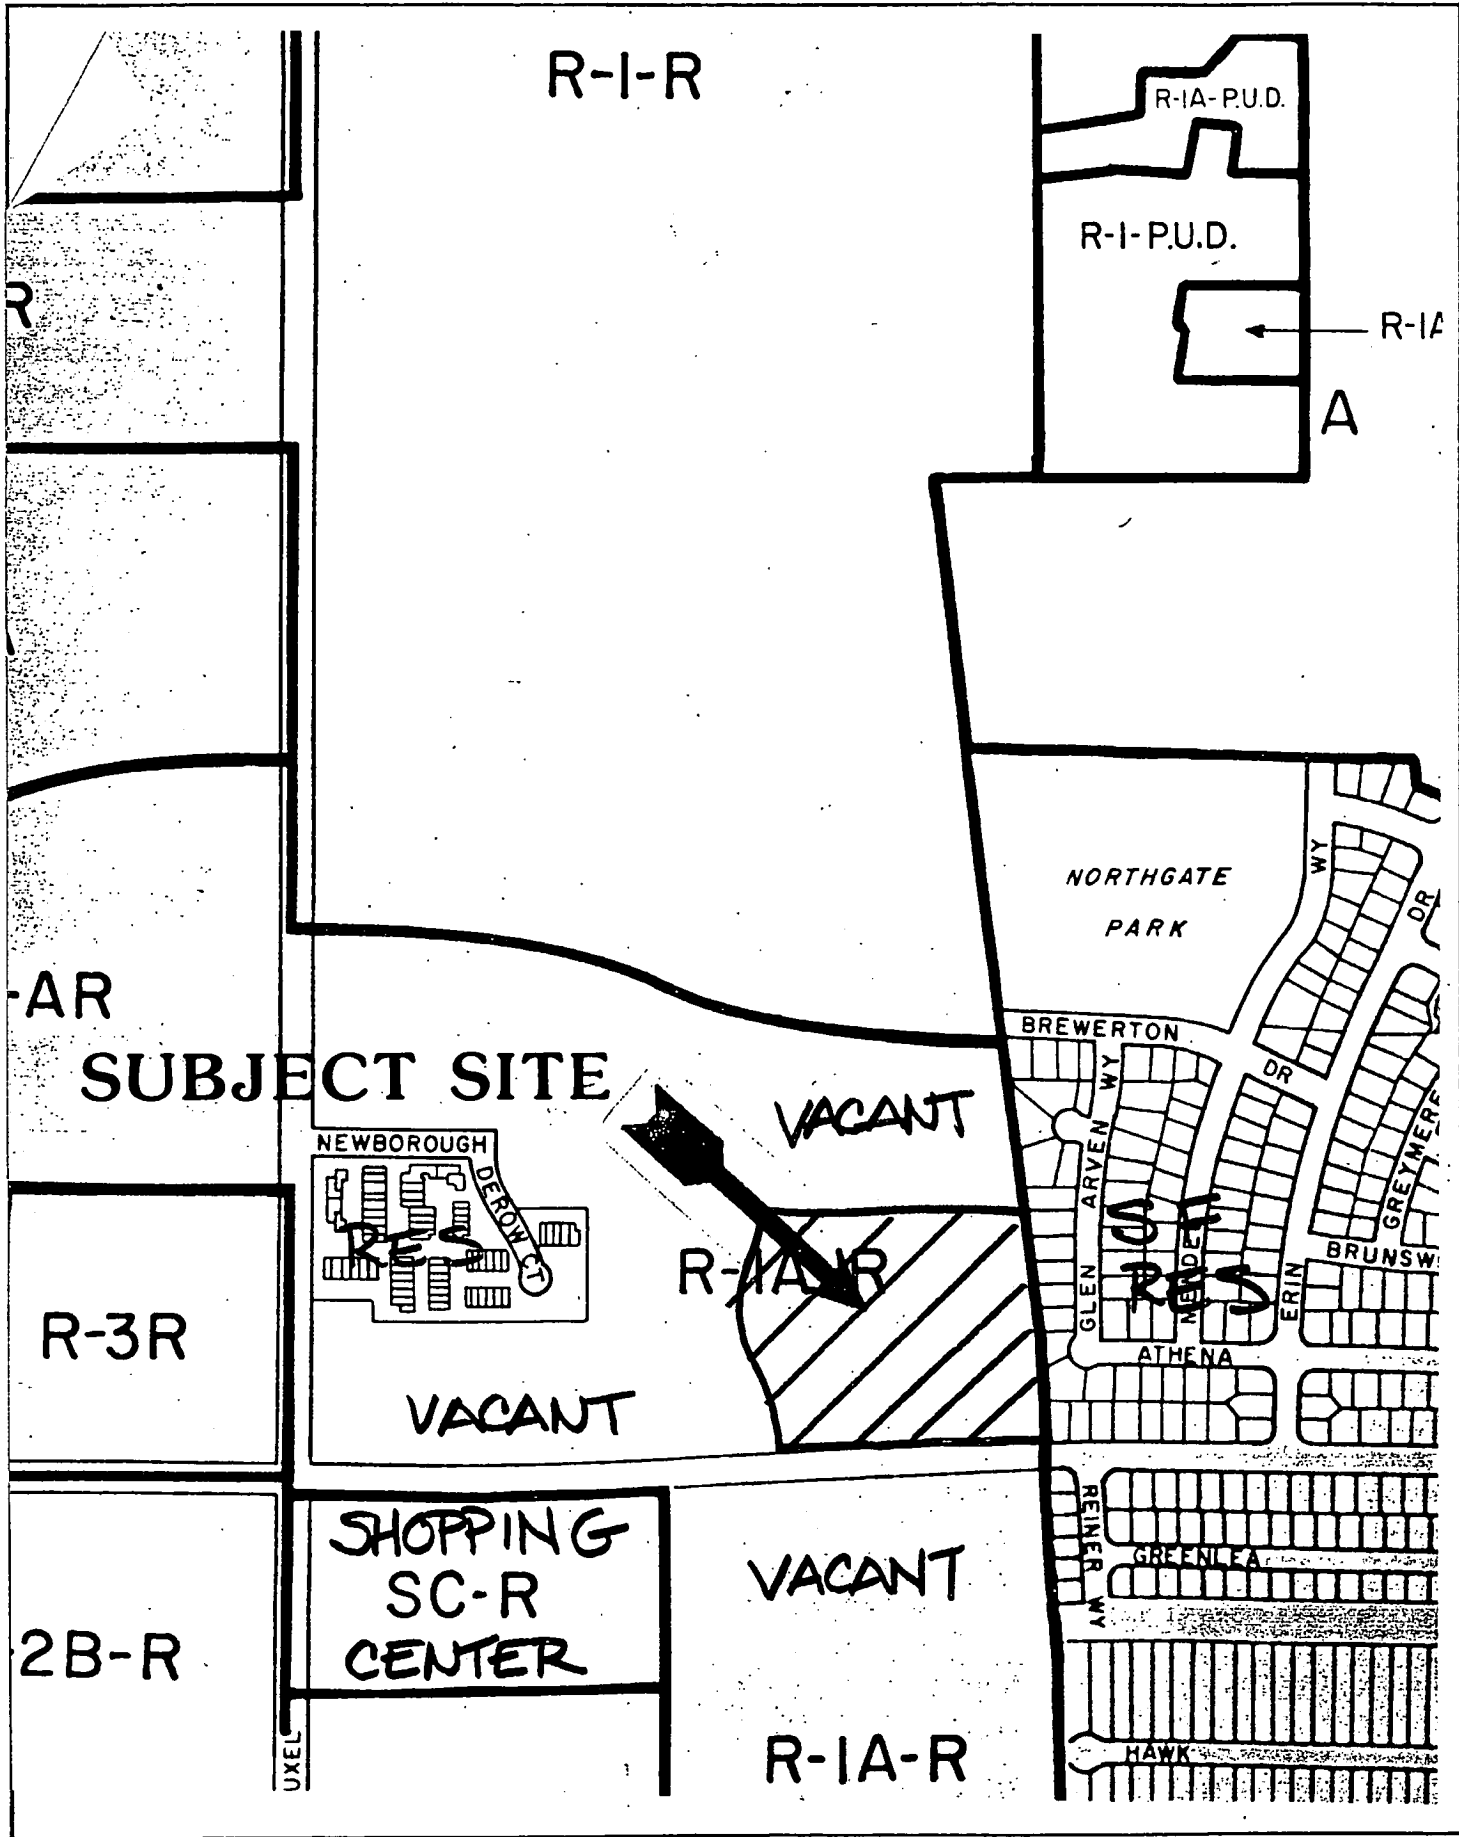 R-1-R
R-1A-P.U.D.
R-1-P.U.D.
R
R-1A
A
WY
NORTHGATE
PARK
DR
-AR
BREWERTON
SUBJECT SITE
WY
DR
VACANT
NEWBOROUGH
DEROW CT
ARVEN
GREYMERE
RES
R-1A-R
RES
BRUNSW
GLEN
ERIN
R-3R
ATHENA
VACANT
SHOPPING
SC-R
CENTER
REINER WY
GREENLEA
VACANT
2B-R
UXEL
R-1A-R
HAWK